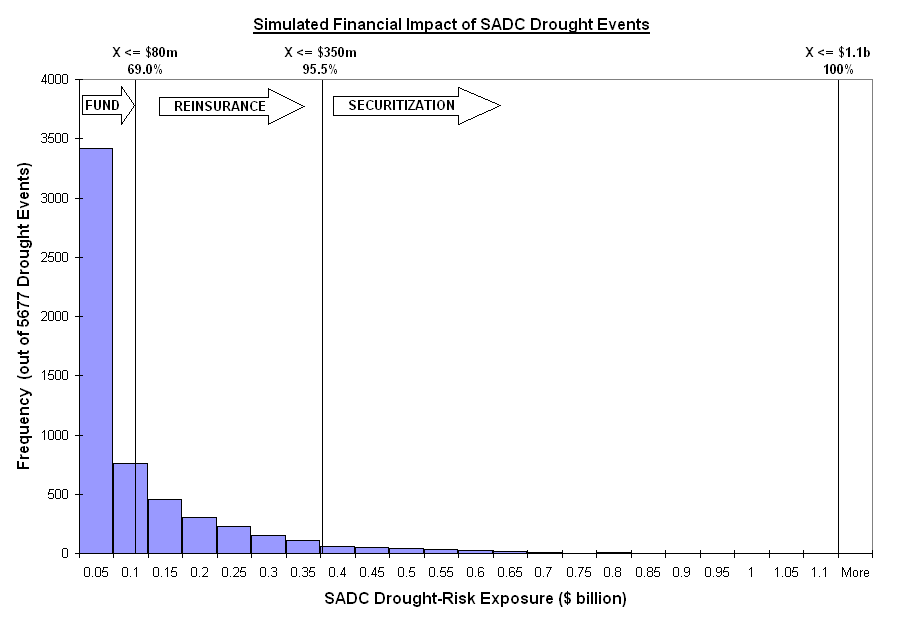 Simulated Financial Impact of SADC Drought Events
X <= $80m
69.0%
X <= $350m
95.5%
X <= $1.1b
100%
FUND
REINSURANCE
SECURITIZATION
Frequency (out of 5677 Drought Events)
4000
3500
3000
2500
2000
1500
1000
500
0
0.05 0.1 0.15 0.2 0.25 0.3 0.35 0.4 0.45 0.5 0.55 0.6 0.65 0.7 0.75 0.8 0.85 0.9 0.95 1 1.05 1.1 More
SADC Drought-Risk Exposure ($ billion)